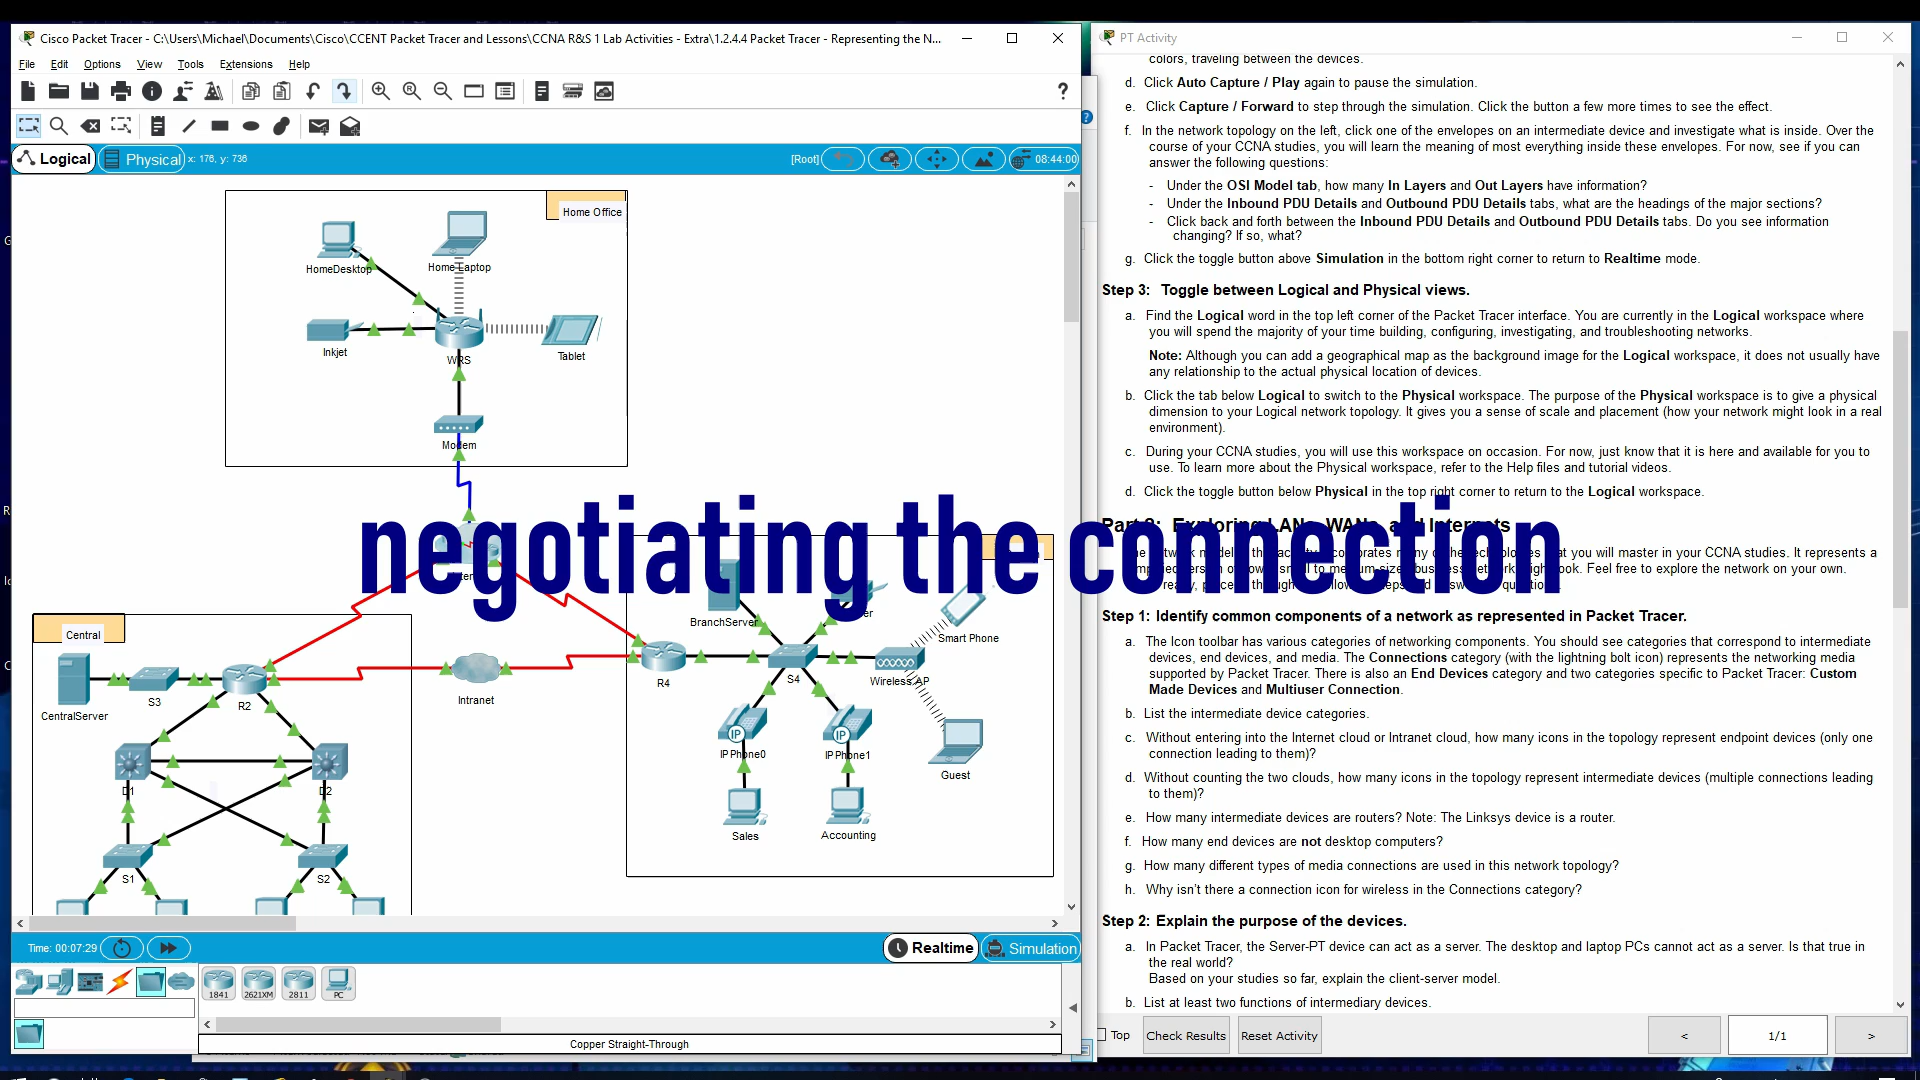 Cisco Packet Tracer - C:\Users\Michael\Documents\Cisco\CCENT Packet Tracer and Lessons\CCNA R&S 1 Lab Activities - Extra\1.2.4.4 Packet Tracer - Representing the N...
File Edit Options View Tools Extensions Help
Logical Physical x: 176, y: 736 [Root] 08:44:00
Home Office
HomeDesktop
Home Laptop
Inkjet
WRS
Tablet
Modem
negotiating the connection
Central
CentralServer
S3
R2
Intranet
R4
BranchServer
S4
Wireless AP
Smart Phone
IP Phone0
IP Phone1
Guest
D1
D2
Sales
Accounting
S1
S2
Time: 00:07:29
Realtime Simulation
1841 2621XM 2811 PC
Copper Straight-Through
PT Activity
colors, traveling between the devices.
d. Click Auto Capture / Play again to pause the simulation.
e. Click Capture / Forward to step through the simulation. Click the button a few more times to see the effect.
f. In the network topology on the left, click one of the envelopes on an intermediate device and investigate what is inside. Over the
course of your CCNA studies, you will learn the meaning of most everything inside these envelopes. For now, see if you can
answer the following questions:
- Under the OSI Model tab, how many In Layers and Out Layers have information?
- Under the Inbound PDU Details and Outbound PDU Details tabs, what are the headings of the major sections?
- Click back and forth between the Inbound PDU Details and Outbound PDU Details tabs. Do you see information
changing? If so, what?
g. Click the toggle button above Simulation in the bottom right corner to return to Realtime mode.
Step 3: Toggle between Logical and Physical views.
a. Find the Logical word in the top left corner of the Packet Tracer interface. You are currently in the Logical workspace where
you will spend the majority of your time building, configuring, investigating, and troubleshooting networks.
Note: Although you can add a geographical map as the background image for the Logical workspace, it does not usually have
any relationship to the actual physical location of devices.
b. Click the tab below Logical to switch to the Physical workspace. The purpose of the Physical workspace is to give a physical
dimension to your Logical network topology. It gives you a sense of scale and placement (how your network might look in a real
environment).
c. During your CCNA studies, you will use this workspace on occasion. For now, just know that it is here and available for you to
use. To learn more about the Physical workspace, refer to the Help files and tutorial videos.
d. Click the toggle button below Physical in the top right corner to return to the Logical workspace.
Exploring LANs, WANs, and Internets
that you will master in your CCNA studies. It represents a
look. Feel free to explore the network on your own.
Step 1: Identify common components of a network as represented in Packet Tracer.
a. The Icon toolbar has various categories of networking components. You should see categories that correspond to intermediate
devices, end devices, and media. The Connections category (with the lightning bolt icon) represents the networking media
supported by Packet Tracer. There is also an End Devices category and two categories specific to Packet Tracer: Custom
Made Devices and Multiuser Connection.
b. List the intermediate device categories.
c. Without entering into the Internet cloud or Intranet cloud, how many icons in the topology represent endpoint devices (only one
connection leading to them)?
d. Without counting the two clouds, how many icons in the topology represent intermediate devices (multiple connections leading
to them)?
e. How many intermediate devices are routers? Note: The Linksys device is a router.
f. How many end devices are not desktop computers?
g. How many different types of media connections are used in this network topology?
h. Why isn't there a connection icon for wireless in the Connections category?
Step 2: Explain the purpose of the devices.
a. In Packet Tracer, the Server-PT device can act as a server. The desktop and laptop PCs cannot act as a server. Is that true in
the real world?
Based on your studies so far, explain the client-server model.
b. List at least two functions of intermediary devices.
Top Check Results Reset Activity < 1/1 >